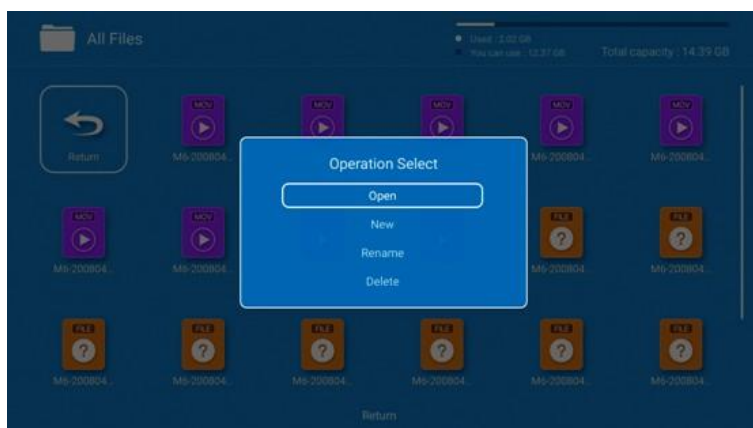 All Files
Used : 2.02 GB
You can use : 12.37 GB
Total capacity : 14.39 GB
MOV
MOV
MOV
MOV
MOV
Return
M6-200804...
M6-200804...
M6-200804...
Operation Select
Open
New
Rename
Delete
MOV
MOV
FILE
FILE
M6-200804...
M6-200804...
M6-200804...
M6-200804...
FILE
FILE
FILE
FILE
FILE
FILE
M6-200804...
M6-200804...
M6-200804...
M6-200804...
M6-200804...
M6-200804...
Return